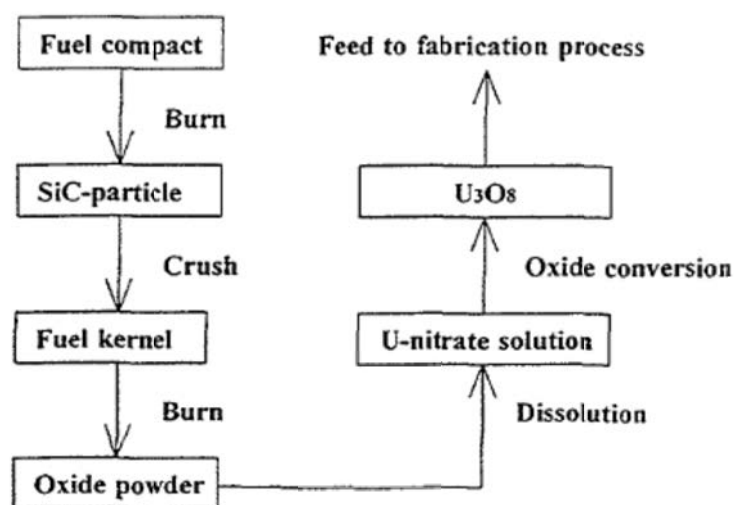 Fuel compact
Burn
SiC-particle
Crush
Fuel kernel
Burn
Oxide powder
Dissolution
U-nitrate solution
Oxide conversion
U3O8
Feed to fabrication process